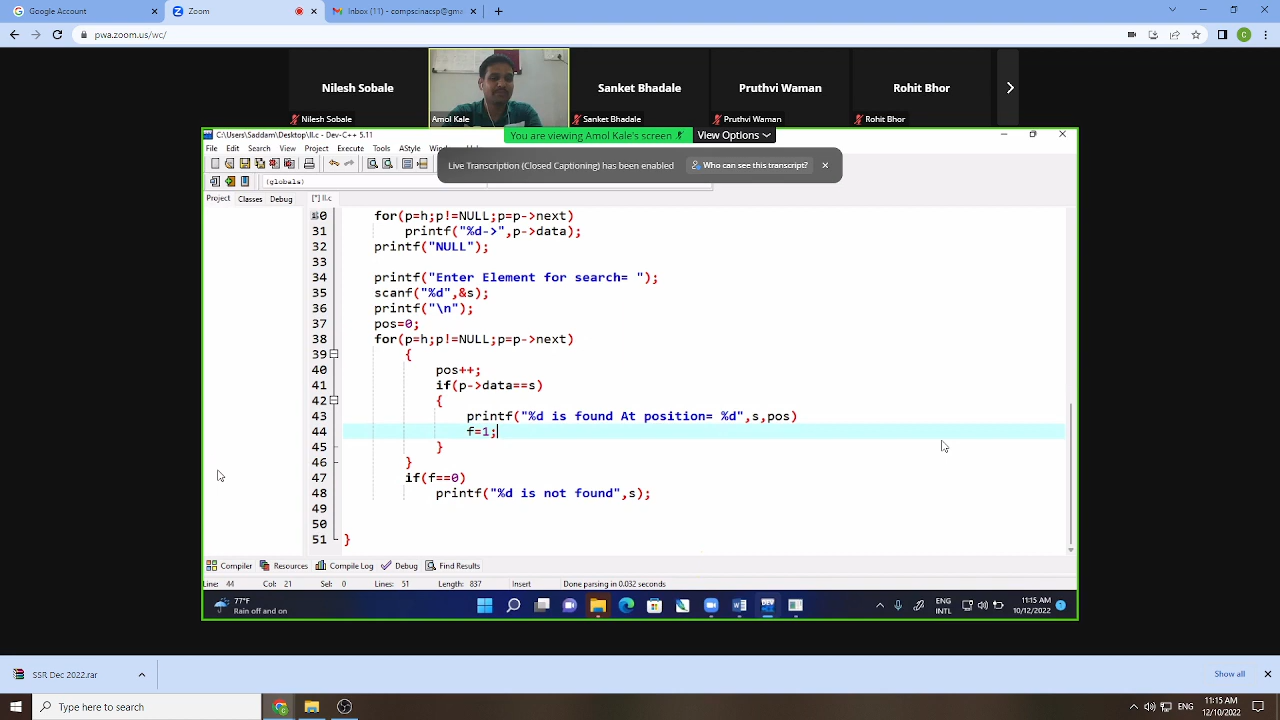 Google Account
Zoom
Inbox (11) - compscinacsp@gma
pwa.zoom.us/wc/
Nilesh Sobale
Sanket Bhadale
Pruthvi Waman
Rohit Bhor
Nilesh Sobale
Amol Kale
Sanket Bhadale
Pruthvi Waman
Rohit Bhor
C:\Users\Saddam\Desktop\ll.c - Dev-C++ 5.11
You are viewing Amol Kale's screen
View Options
File Edit Search View Project Execute Tools AStyle
Live Transcription (Closed Captioning) has been enabled
Who can see this transcript?
(globals)
Project Classes Debug
[*] ll.c
for(p=h;p!=NULL;p=p->next)
31 printf("%d->",p->data);
32 printf("NULL");
33
34 printf("Enter Element for search= ");
35 scanf("%d",&s);
36 printf("\n");
37 pos=0;
38 for(p=h;p!=NULL;p=p->next)
39 {
40 pos++;
41 if(p->data==s)
42 {
43 printf("%d is found At position= %d",s,pos)
44 f=1;
45 }
46 }
47 if(f==0)
48 printf("%d is not found",s);
49
50
51 }
Compiler Resources Compile Log Debug Find Results
Line: 44 Col: 21 Sel: 0 Lines: 51 Length: 837 Insert Done parsing in 0.032 seconds
77°F
Rain off and on
ENG
INTL
11:15 AM
10/12/2022
SSR Dec 2022.rar
Show all
Type here to search
ENG
11:15 AM
12/10/2022